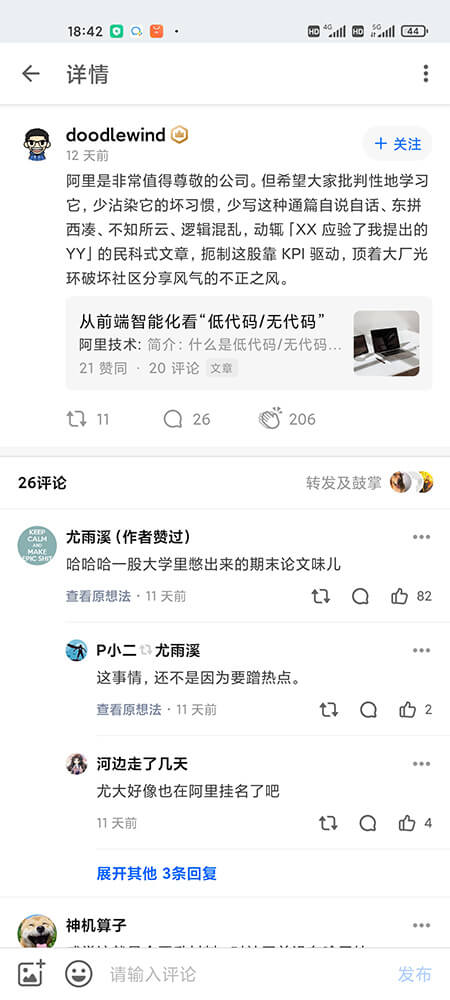 18:42
HD 4G HD 5G 44
详情
doodlewind
+ 关注
12 天前
阿里是非常值得尊敬的公司。但希望大家批判性地学习
它，少沾染它的坏习惯，少写这种通篇自说自话、东拼
西凑、不知所云、逻辑混乱，动辄「XX 应验了我提出的
YY」的民科式文章，扼制这股靠 KPI 驱动，顶着大厂光
环破坏社区分享风气的不正之风。
从前端智能化看“低代码/无代码”
阿里技术: 简介: 什么是低代码/无代码...
21 赞同 · 20 评论 文章
11 26 206
26评论
转发及鼓掌
KEEP
CALM
AND
MAKE
EPIC SHIT
尤雨溪（作者赞过）
哈哈哈一股大学里憋出来的期末论文味儿
查看原想法 · 11 天前
82
P小二 尤雨溪
这事情，还不是因为要蹭热点。
查看原想法 · 11 天前
2
河边走了几天
尤大好像也在阿里挂名了吧
11 天前
4
展开其他 3条回复
神机算子
请输入评论
发布